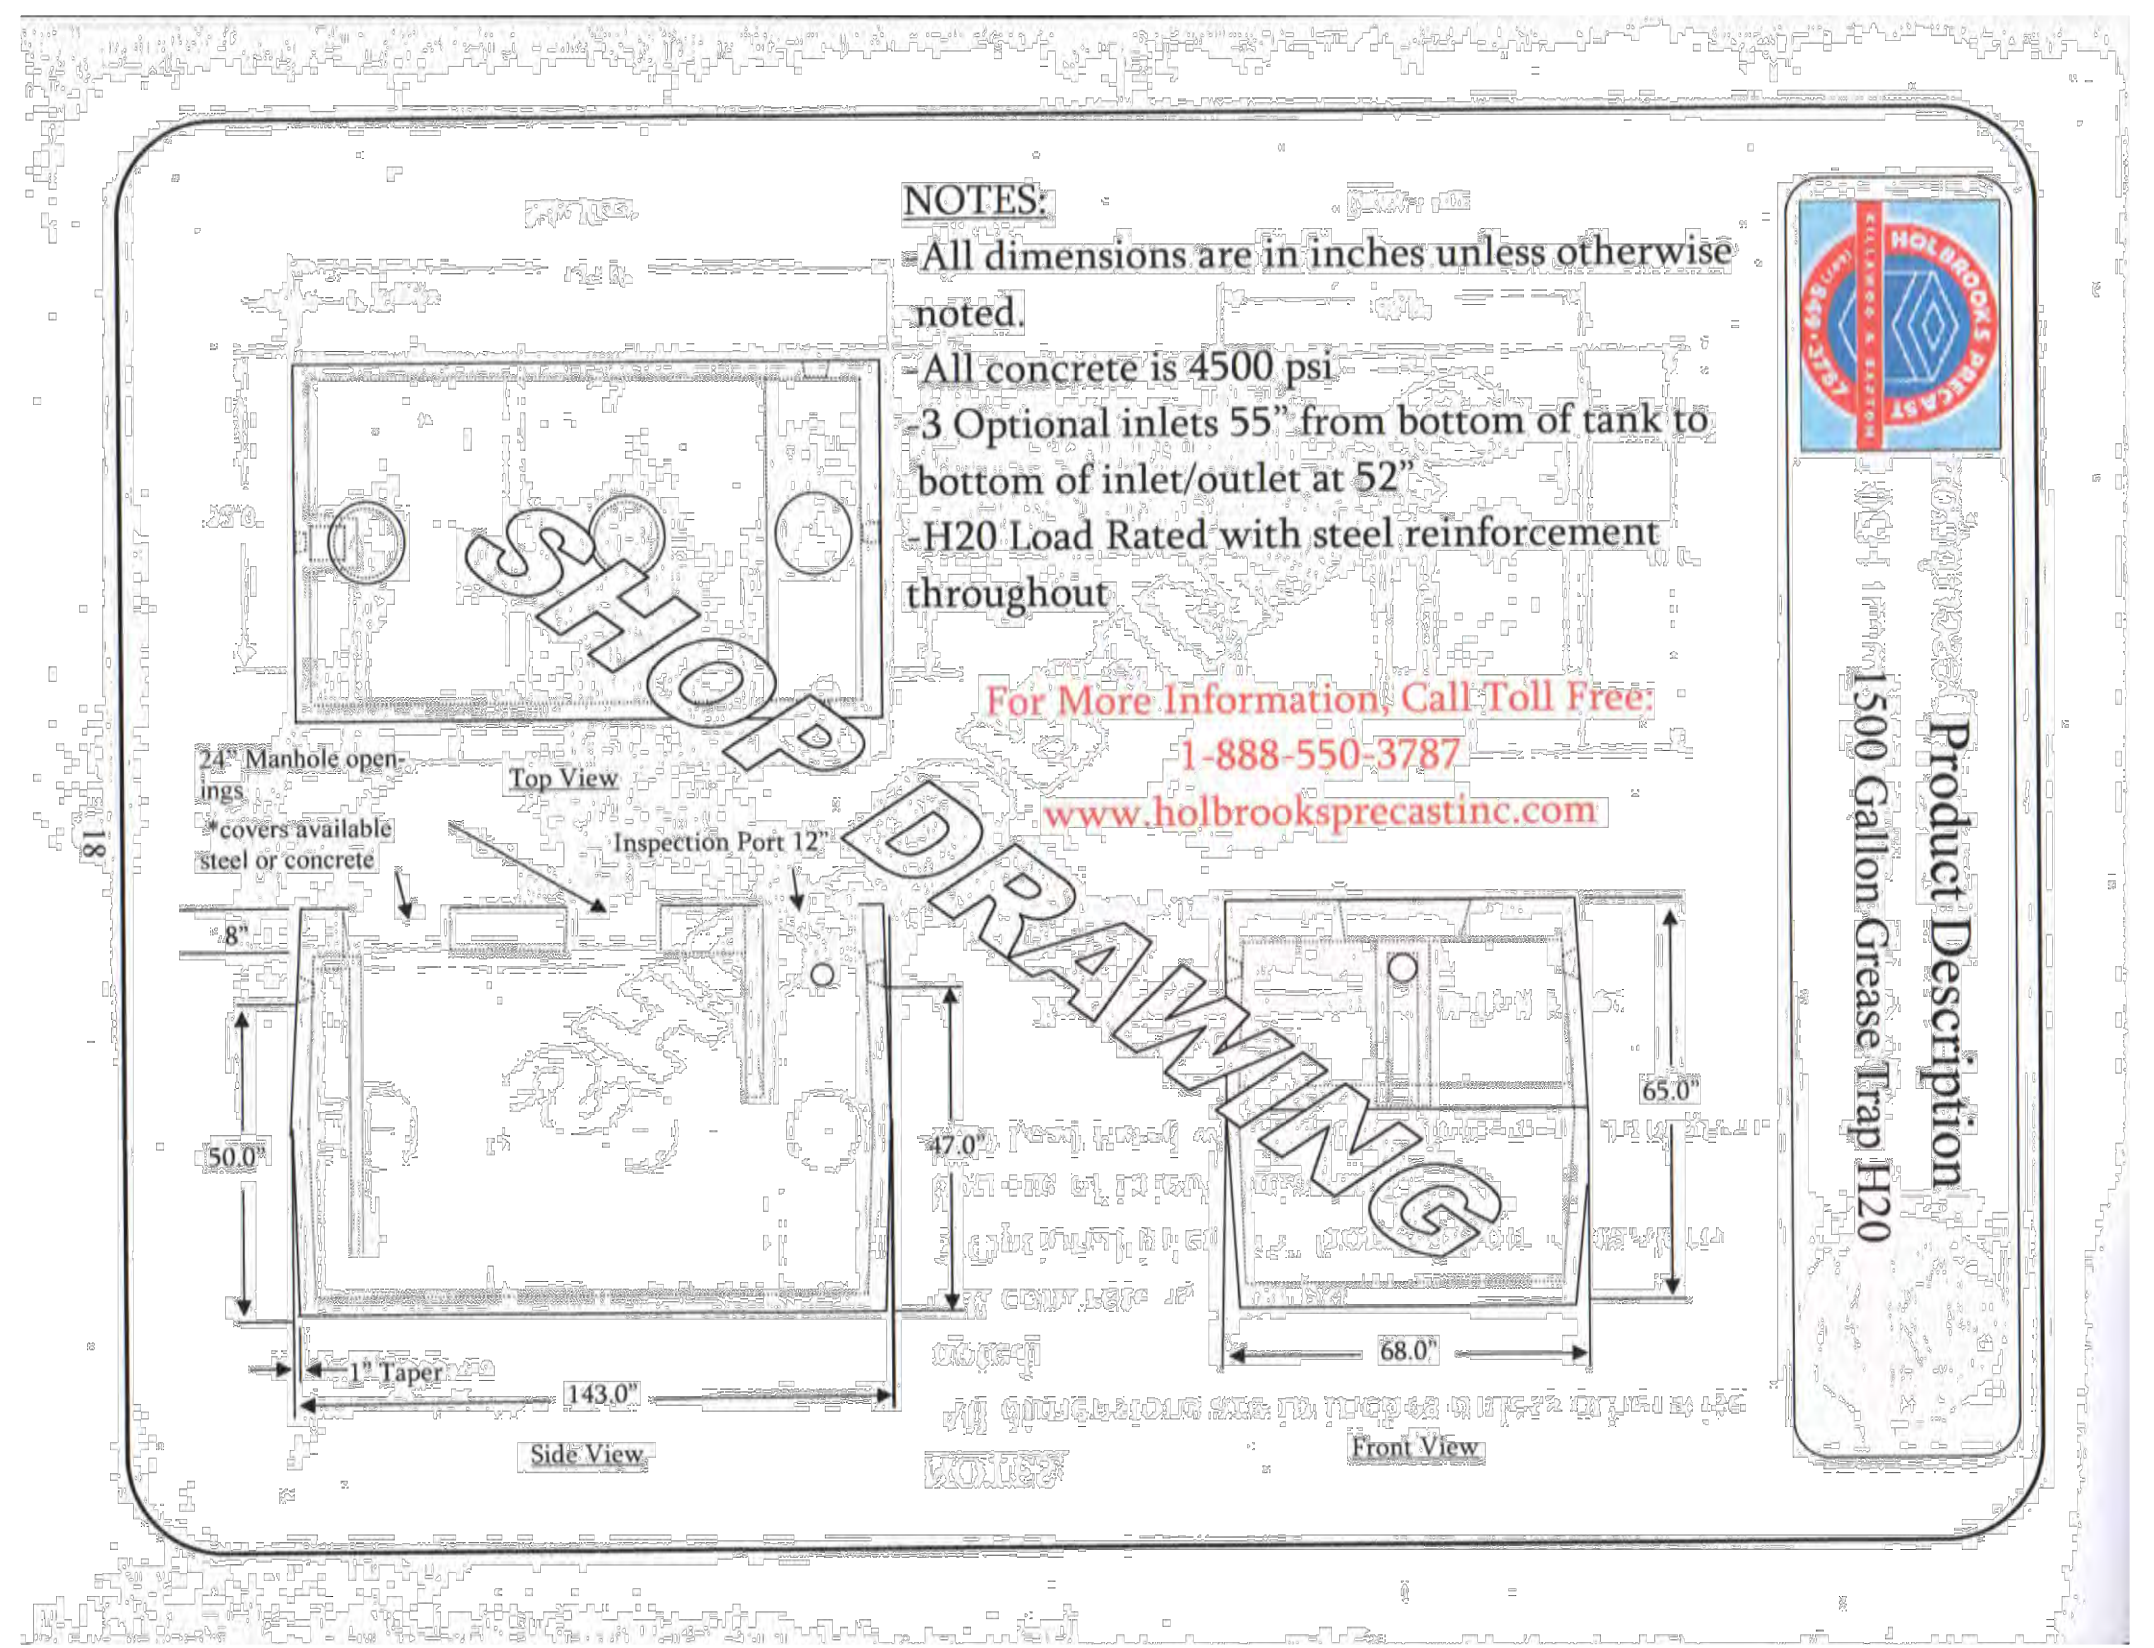 NOTES:
-All dimensions are in inches unless otherwise
noted.
-All concrete is 4500 psi
-3 Optional inlets 55” from bottom of tank to
bottom of inlet/outlet at 52”
-H20 Load Rated with steel reinforcement
throughout
For More Information, Call Toll Free:
1-888-550-3787
www.holbrooksprecastinc.com
HOLBROOKS PRECAST
Product Description
1500 Gallon Grease Trap H20
SHOP DRAWING
24” Manhole open-
ings
*covers available
steel or concrete
Top View
Inspection Port 12”
8”
50.0”
47.0”
1” Taper
143.0”
Side View
65.0”
68.0”
Front View
18